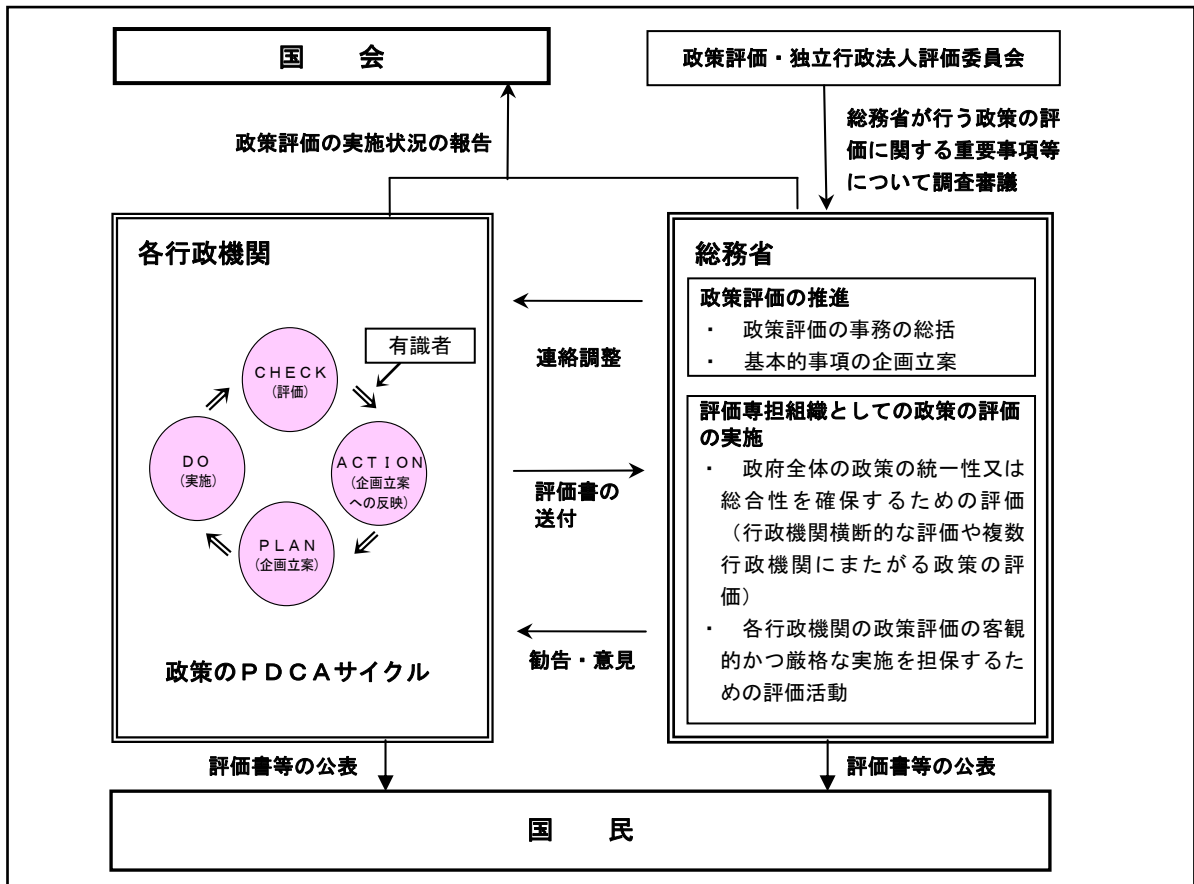 国　会
政策評価・独立行政法人評価委員会
政策評価の実施状況の報告
総務省が行う政策の評
価に関する重要事項等
について調査審議
各行政機関
有識者
ＣＨＥＣＫ
(評価)
ＤＯ
(実施)
ＡＣＴＩＯＮ
(企画立案
への反映)
ＰＬＡＮ
(企画立案)
政策のＰＤＣＡサイクル
連絡調整
評価書の
送付
勧告・意見
総務省
政策評価の推進
・　政策評価の事務の総括
・　基本的事項の企画立案
評価専担組織としての政策の評価
の実施
・　政府全体の政策の統一性又は
総合性を確保するための評価
（行政機関横断的な評価や複数
行政機関にまたがる政策の評
価）
・　各行政機関の政策評価の客観
的かつ厳格な実施を担保するた
めの評価活動
評価書等の公表
評価書等の公表
国　民